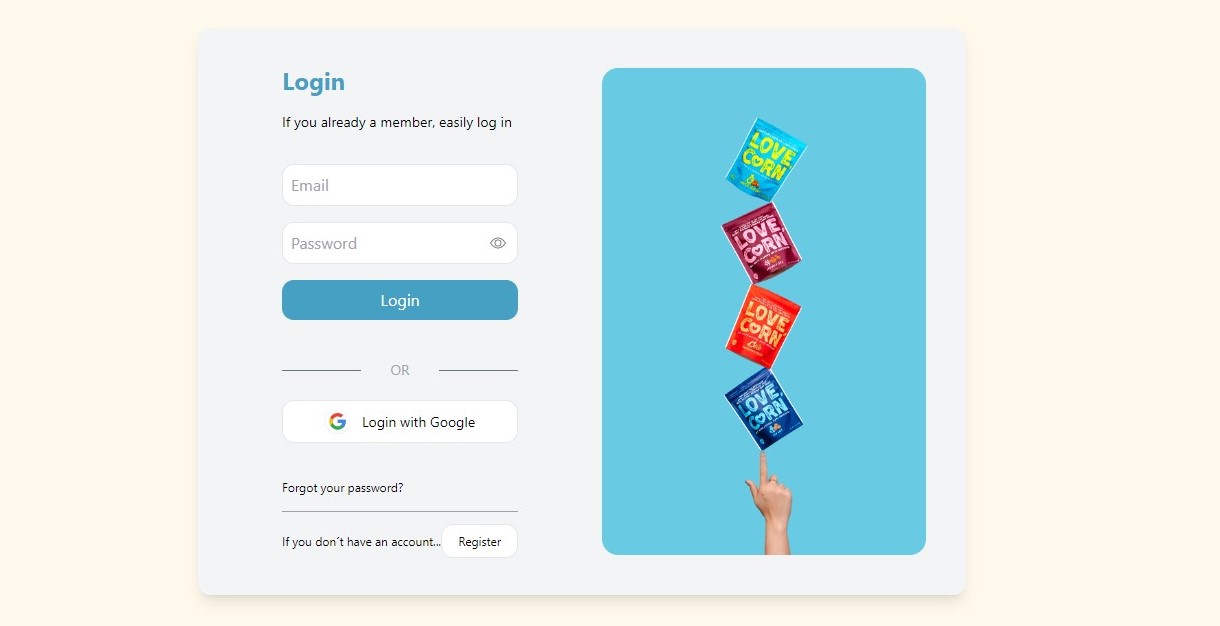 Login
If you already a member, easily log in
Email
Password
Login
OR
Login with Google
Forgot your password?
If you don´t have an account...
Register
LOVE
CORN
LOVE
CORN
LOVE
CORN
LOVE
CORN